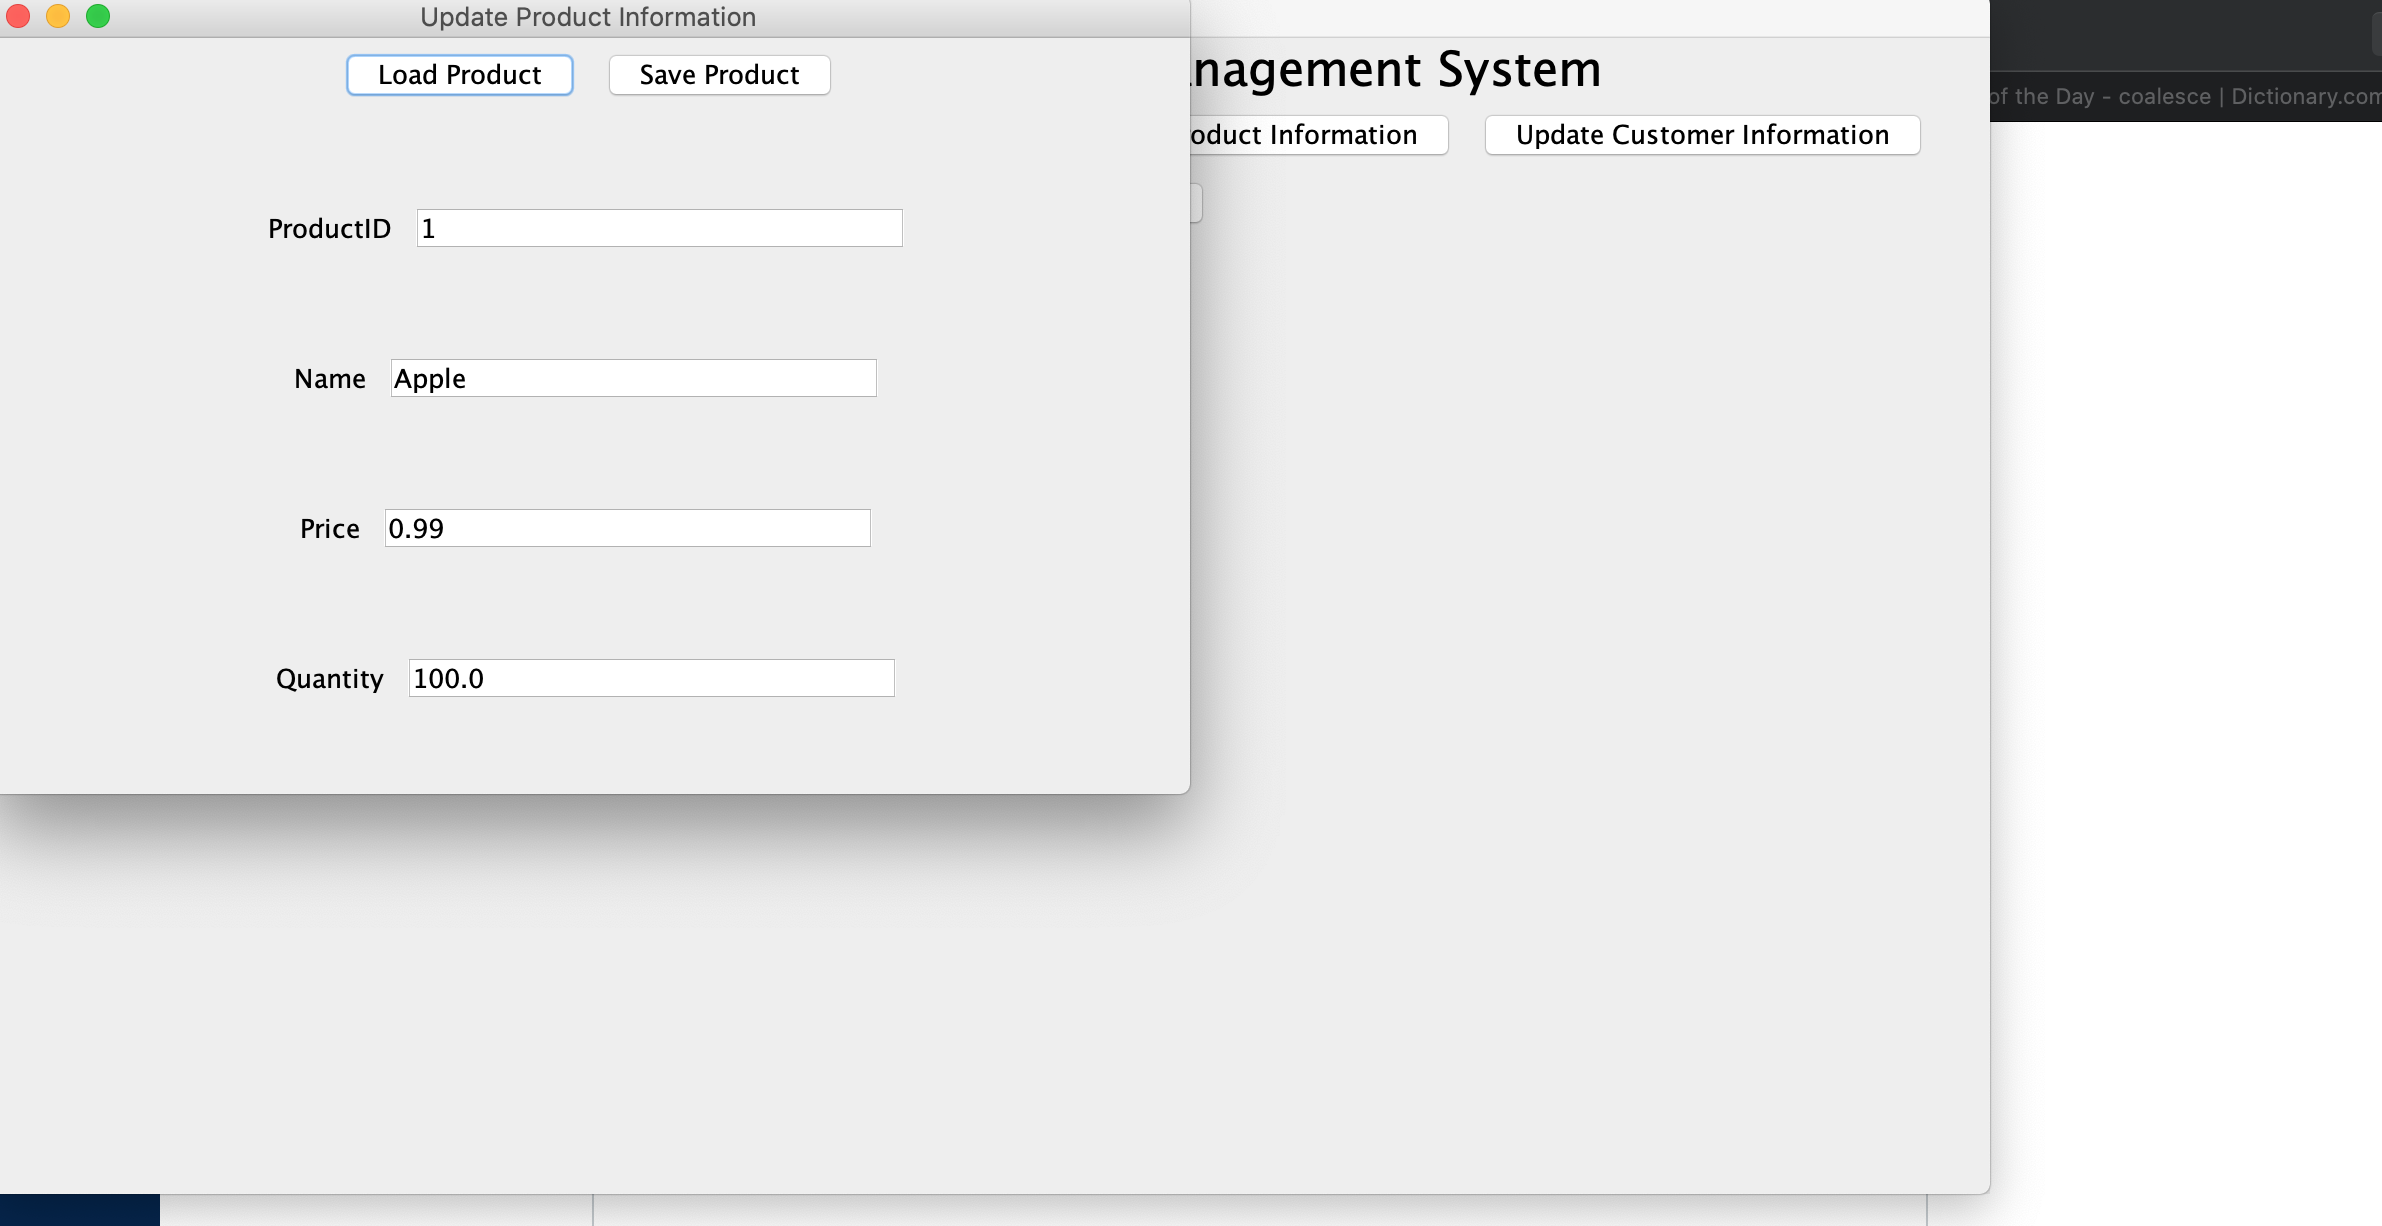 Update Product Information
Load Product
Save Product
ProductID 1
Name Apple
Price 0.99
Quantity 100.0
nagement System
oduct Information
Update Customer Information
of the Day - coalesce | Dictionary.com